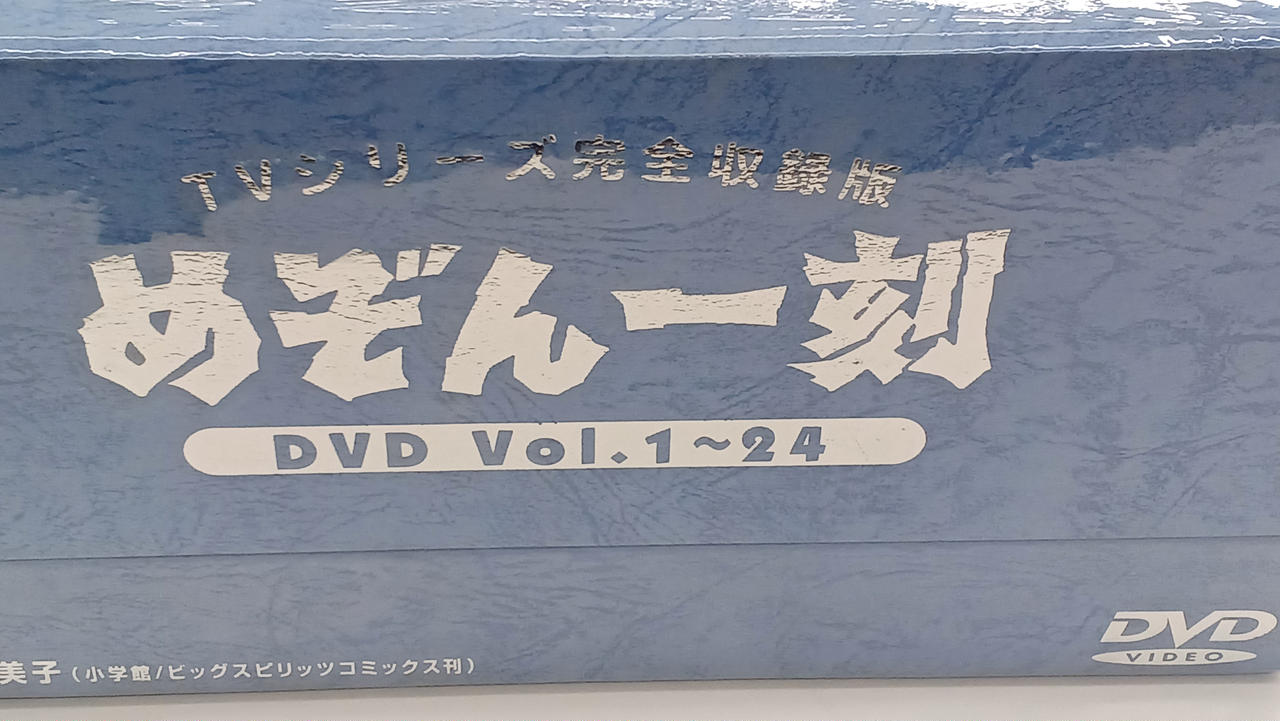 TVシリーズ完全収録版
めぞん一刻
DVD Vol.1~24
美子(小学館/ビッグスピリッツコミックス刊)
DVD
VIDEO